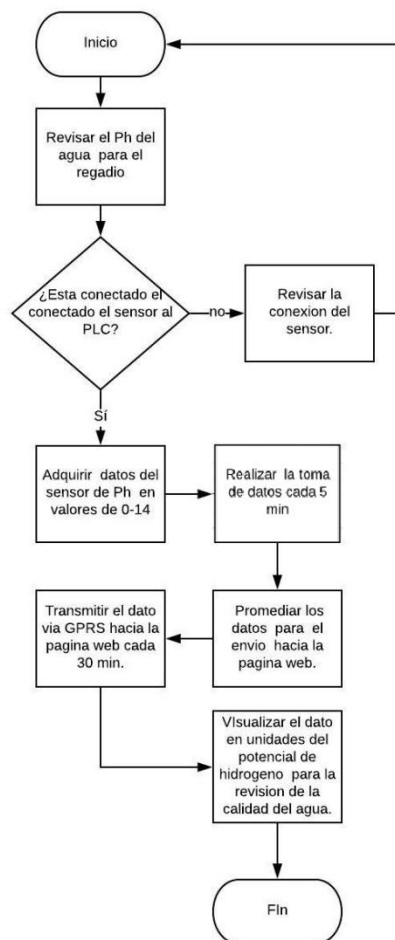 Inicio
Revisar el Ph del
agua para el
regadio
¿Esta conectado el
conectado el sensor al
PLC?
no
Revisar la
conexion del
sensor.
Sí
Adquirir datos del
sensor de Ph en
valores de 0-14
Realizar la toma
de datos cada 5
min
Transmitir el dato
via GPRS hacia la
pagina web cada
30 min.
Promediar los
datos para el
envio hacia la
pagina web.
VIsualizar el dato
en unidades del
potencial de
hidrogeno para la
revision de la
calidad del agua.
FIn